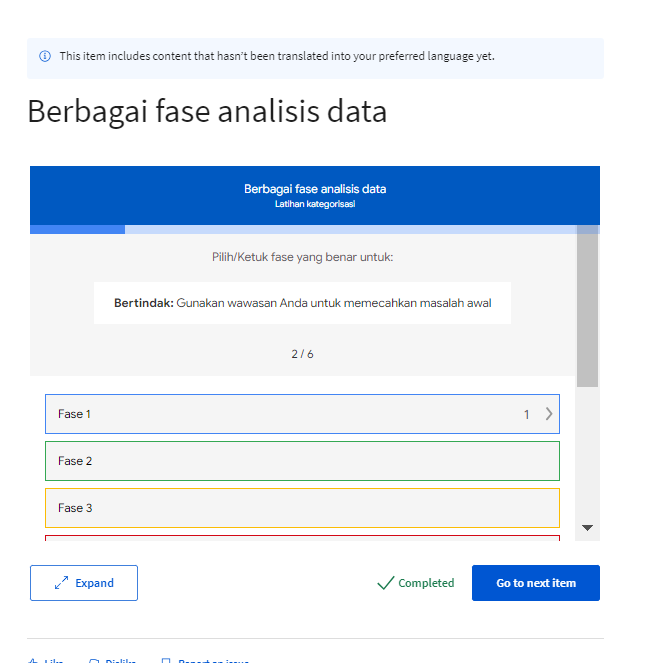 This item includes content that hasn't been translated into your preferred language yet.
Berbagai fase analisis data
Berbagai fase analisis data
Latihan kategorisasi
Pilih/Ketuk fase yang benar untuk:
Bertindak: Gunakan wawasan Anda untuk memecahkan masalah awal
2 / 6
Fase 1 1
Fase 2
Fase 3
Expand
Completed
Go to next item
Like Dislike Report an issue